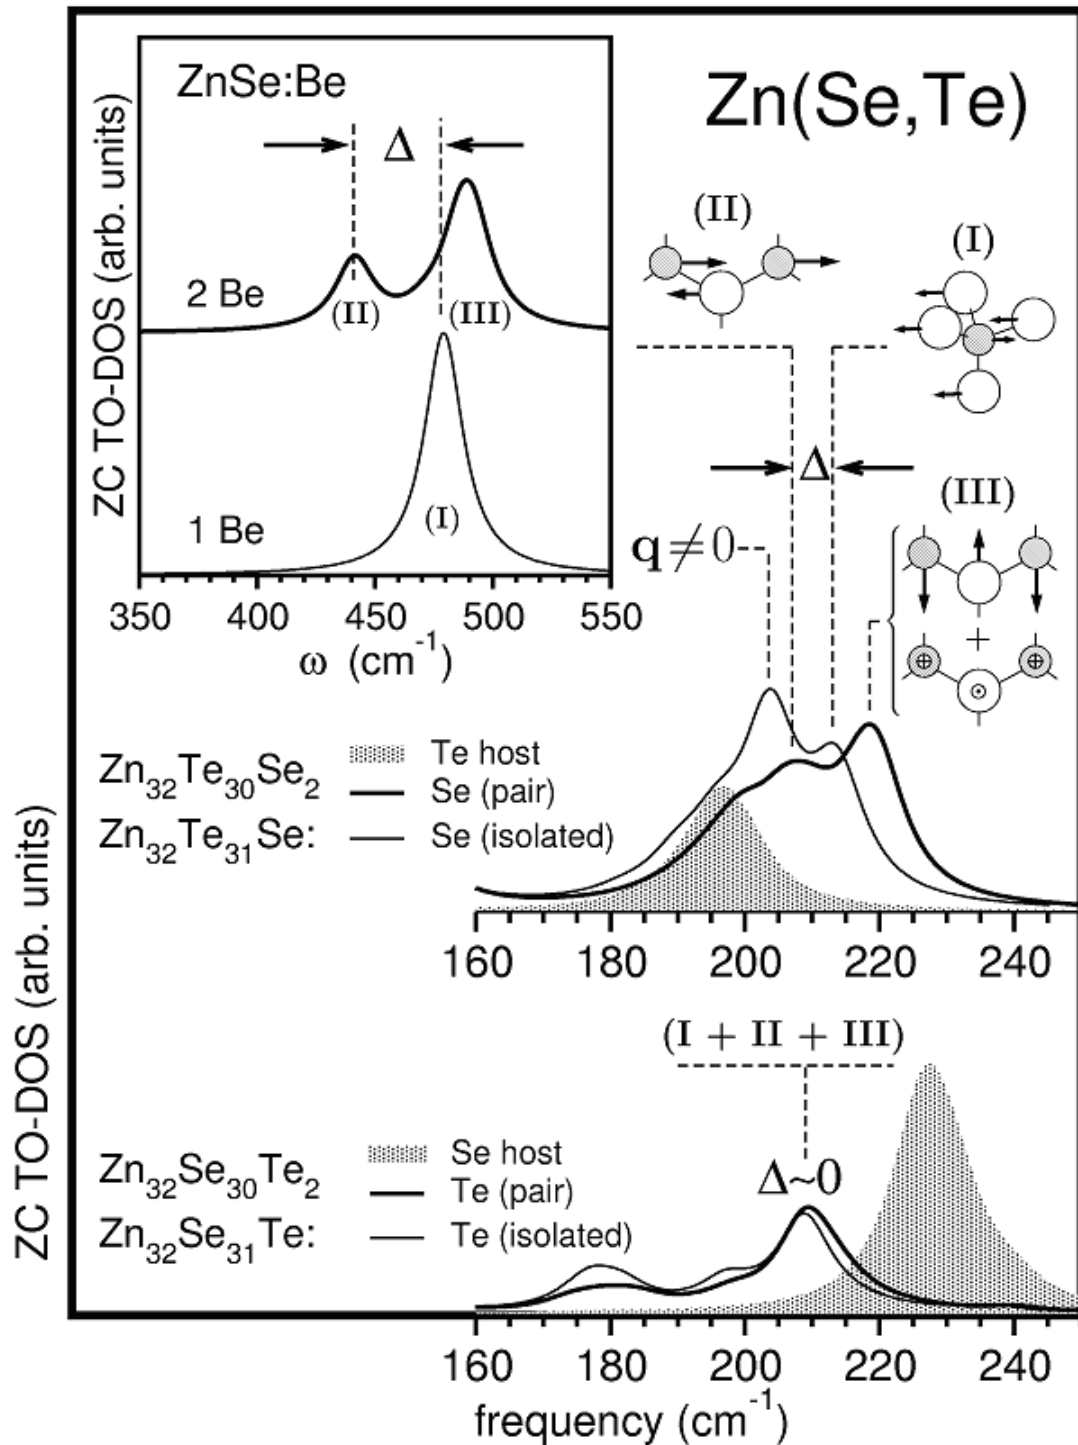 ZnSe:Be
Zn(Se,Te)
Δ
2 Be
(II)
(III)
1 Be
(I)
ZC TO-DOS (arb. units)
350 400 450 500 550
ω (cm⁻¹)
(II)
(I)
Δ
(III)
q≠0
+
Zn₃₂Te₃₀Se₂
Zn₃₂Te₃₁Se:
Te host
Se (pair)
Se (isolated)
160 180 200 220 240
(I + II + III)
Δ~0
Zn₃₂Se₃₀Te₂
Zn₃₂Se₃₁Te:
Se host
Te (pair)
Te (isolated)
ZC TO-DOS (arb. units)
160 180 200 220 240
frequency (cm⁻¹)